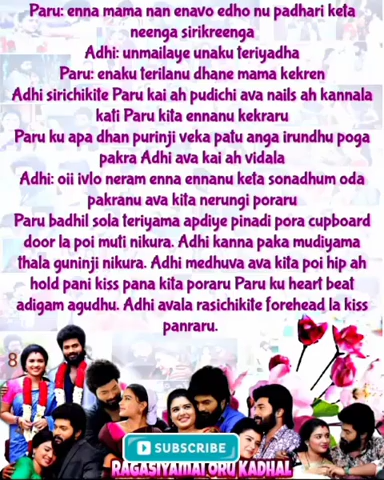 Paru: enna mama nan enavo edho nu padhari keta
neenga sirikreenga
Adhi: unmailaye unaku teriyadha
Paru: enaku terilanu dhane mama kekren
Adhi sirichikite Paru kai ah pudichi ava nails ah kannala
kati Paru kita ennanu kekraru
Paru ku apa dhan purinji veka patu anga irundhu poga
pakra Adhi ava kai ah vidala
Adhi: oii ivlo neram enna ennanu keta sonadhum oda
pakranu ava kita nerungi poraru
Paru badhil sola teriyama apdiye pinadi pora cupboard
door la poi muti nikura. Adhi kanna paka mudiyama
thala guninji nikura. Adhi medhuva ava kita poi hip ah
hold pani kiss pana kita poraru Paru ku heart beat
adigam agudhu. Adhi avala rasichikite forehead la kiss
panraru.
8
SUBSCRIBE
RAGASIYAMAI ORU KADHAL